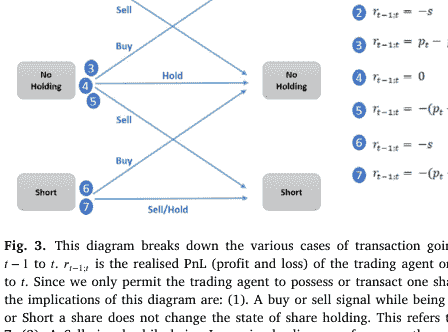 Sell
2 r_{t−1:t} = −s
Buy
3 r_{t−1:t} = p_t −
3
No Holding
4
Hold
No Holding
4 r_{t−1:t} = 0
5
5 r_{t−1:t} = −(p_t
Sell
6 r_{t−1:t} = −s
Buy
6
Short
7
Sell/Hold
Short
7 r_{t−1:t} = −(p_t
Fig. 3. This diagram breaks down the various cases of transaction goin
t − 1 to t. r_{t−1:t} is the realised PnL (profit and loss) of the trading agent o
to t. Since we only permit the trading agent to possess or transact one sha
the implications of this diagram are: (1). A buy or sell signal while being
or Short a share does not change the state of share holding. This refers